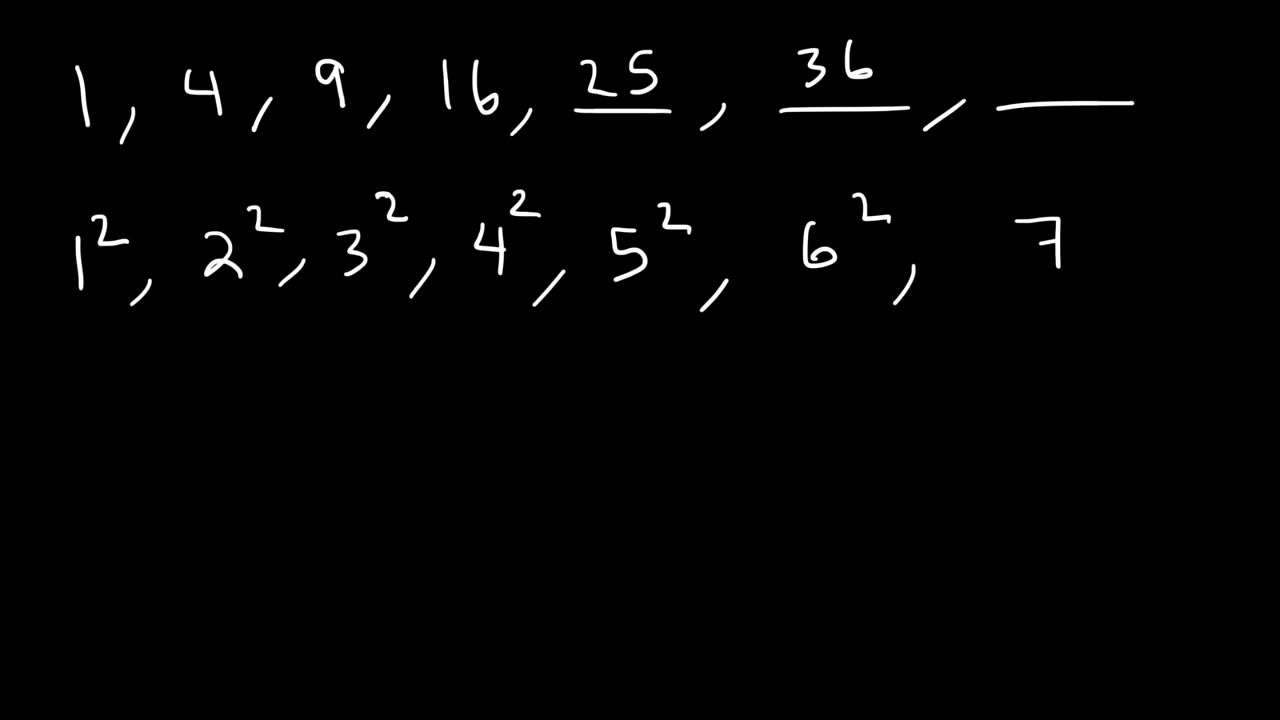 1, 4, 9, 16, 25, 36, ___
1², 2², 3², 4², 5², 6², 7